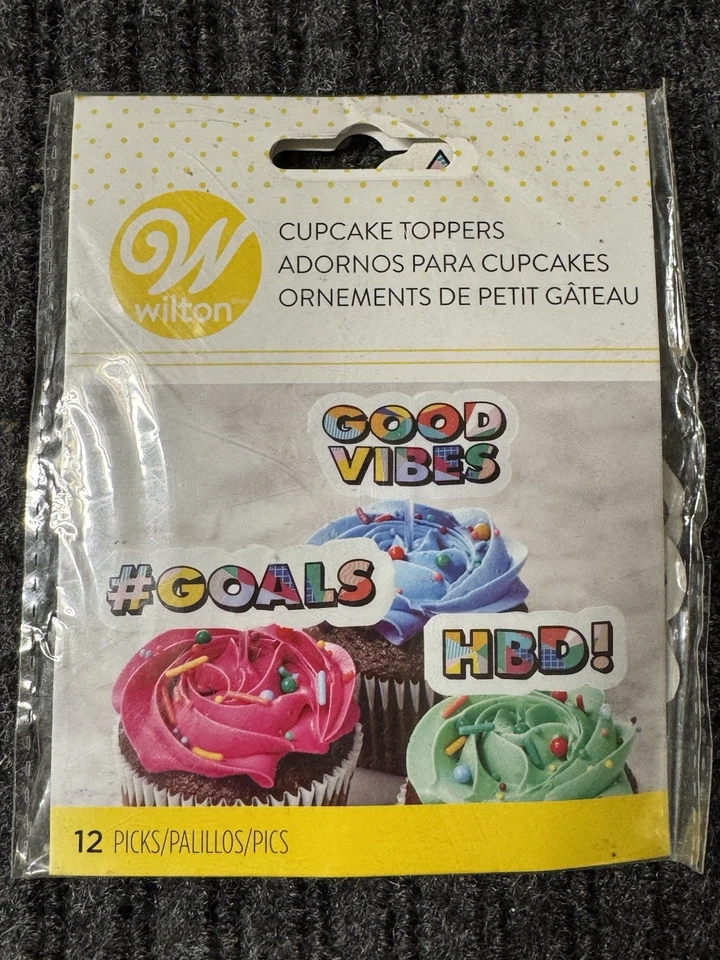 Wilton
CUPCAKE TOPPERS
ADORNOS PARA CUPCAKES
ORNEMENTS DE PETIT GÂTEAU
GOOD
VIBES
#GOALS
HBD!
12 PICKS/PALILLOS/PICS